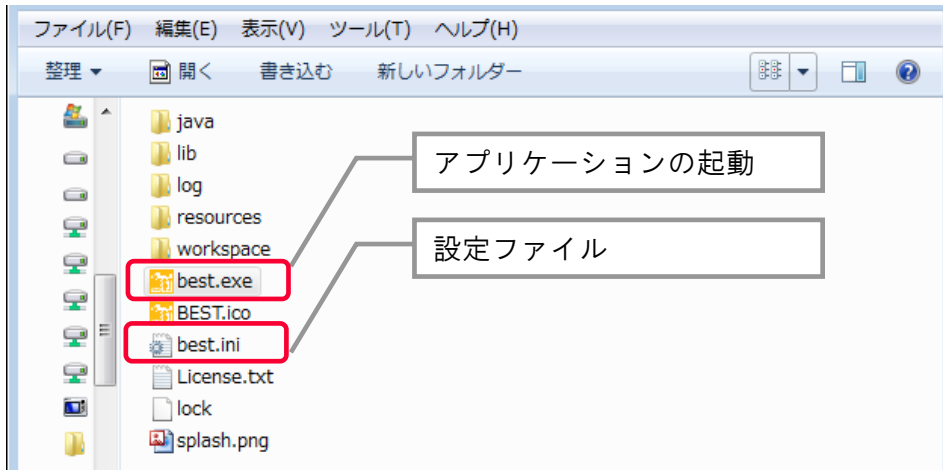 ファイル(F) 編集(E) 表示(V) ツール(T) ヘルプ(H)
整理 開く 書き込む 新しいフォルダー
java
lib
log
resources
workspace
best.exe
BEST.ico
best.ini
License.txt
lock
splash.png
アプリケーションの起動
設定ファイル